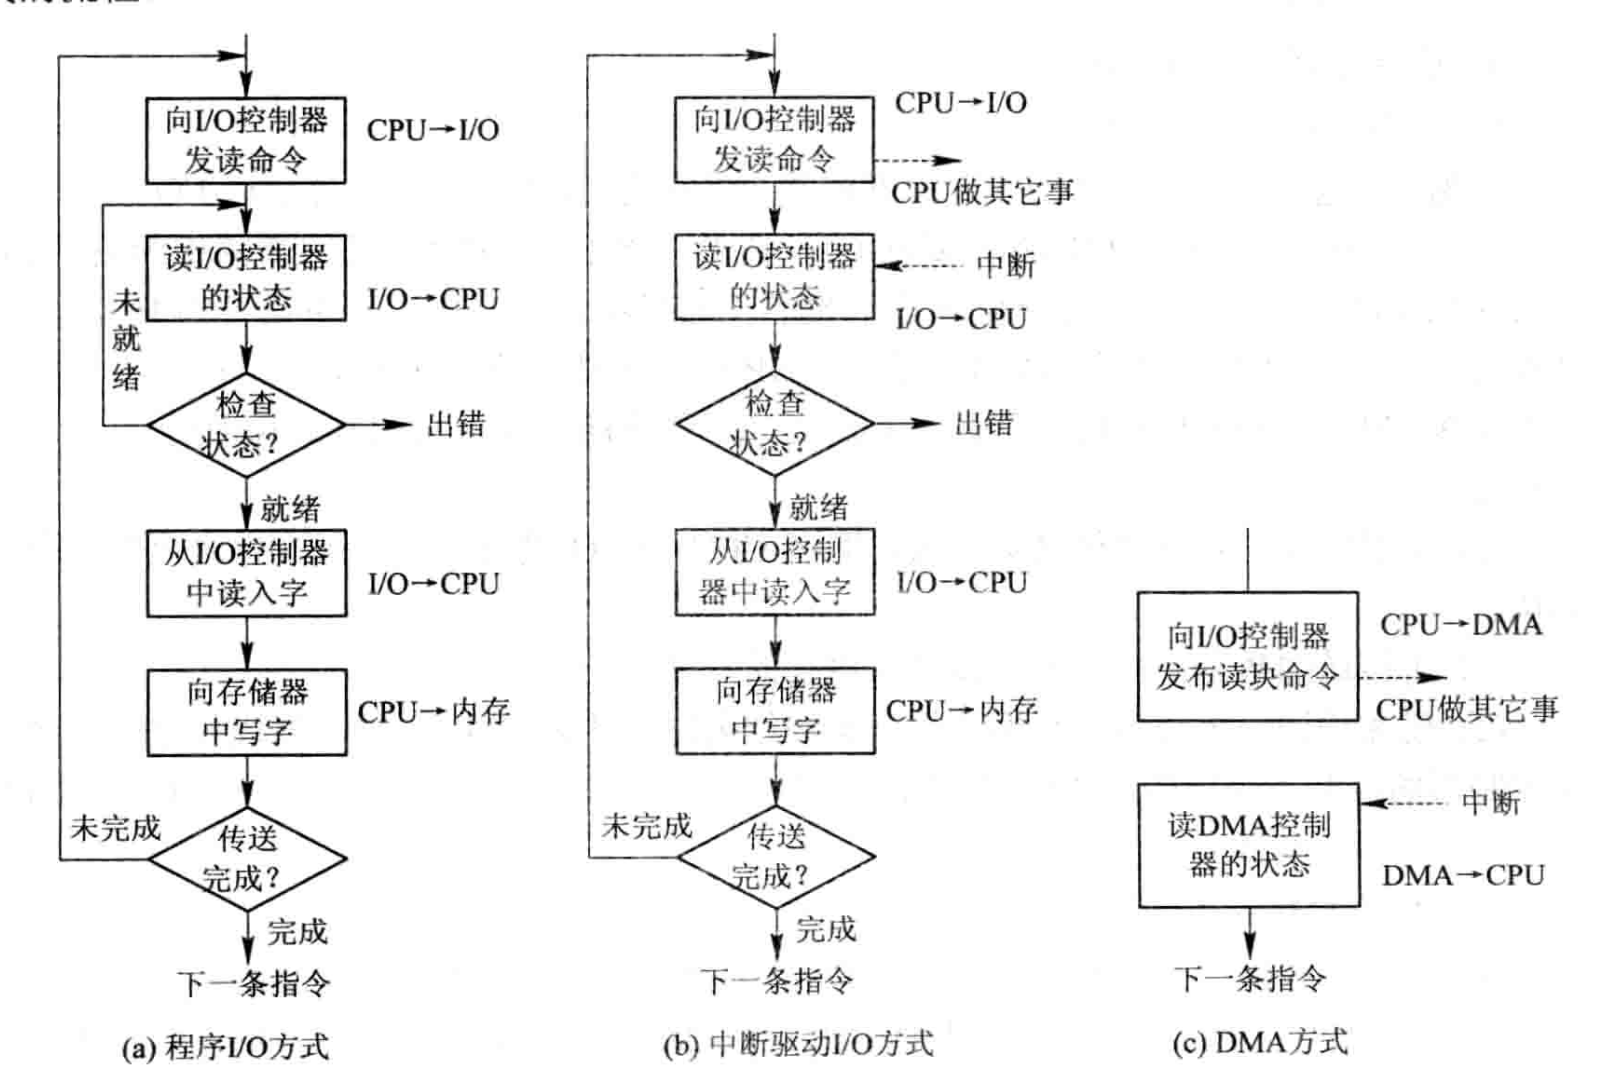 向I/O控制器
发读命令
CPU→I/O
读I/O控制器
的状态
I/O→CPU
未
就
绪
检查
状态?
出错
就绪
从I/O控制器
中读入字
I/O→CPU
向存储器
中写字
CPU→内存
未完成
传送
完成?
完成
下一条指令
(a) 程序I/O方式
向I/O控制器
发读命令
CPU→I/O
CPU做其它事
读I/O控制器
的状态
中断
I/O→CPU
检查
状态?
出错
就绪
从I/O控制
器中读入字
I/O→CPU
向存储器
中写字
CPU→内存
未完成
传送
完成?
完成
下一条指令
(b) 中断驱动I/O方式
向I/O控制器
发布读块命令
CPU→DMA
CPU做其它事
读DMA控制
器的状态
中断
DMA→CPU
下一条指令
(c) DMA方式